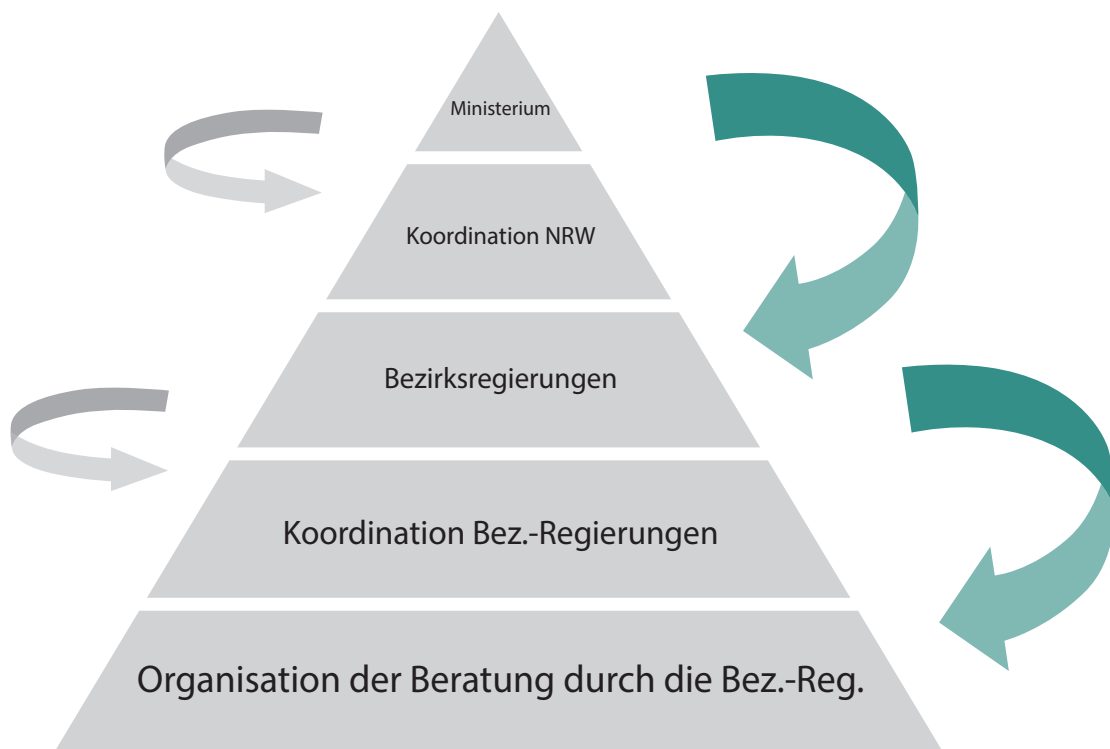 Ministerium
Koordination NRW
Bezirksregierungen
Koordination Bez.-Regierungen
Organisation der Beratung durch die Bez.-Reg.